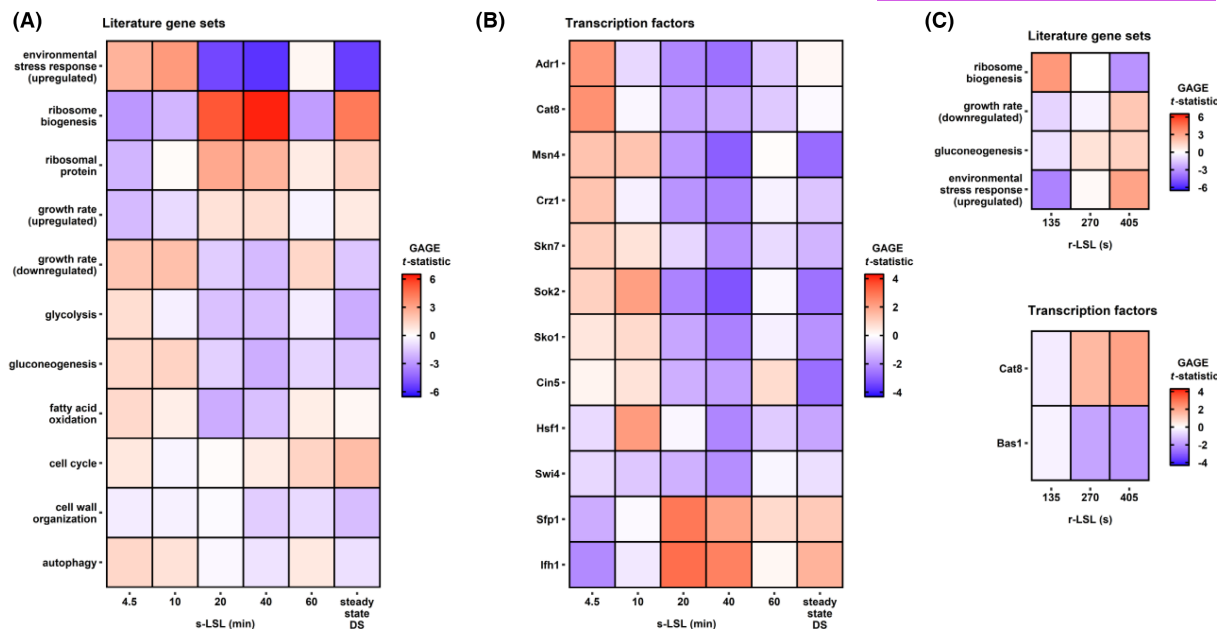 (A)
Literature gene sets
environmental
stress response
(upregulated)
ribosome
biogenesis
ribosomal
protein
growth rate
(upregulated)
growth rate
(downregulated)
glycolysis
gluconeogenesis
fatty acid
oxidation
cell cycle
cell wall
organization
autophagy
4.5 10 20 40 60 steady
state
DS
s-LSL (min)
GAGE
t-statistic
6
3
0
-3
-6
(B)
Transcription factors
Adr1
Cat8
Msn4
Crz1
Skn7
Sok2
Sko1
Cin5
Hsf1
Swi4
Sfp1
Ifh1
4.5 10 20 40 60 steady
state
DS
s-LSL (min)
GAGE
t-statistic
4
2
0
-2
-4
(C)
Literature gene sets
ribosome
biogenesis
growth rate
(downregulated)
gluconeogenesis
environmental
stress response
(upregulated)
135 270 405
r-LSL (s)
GAGE
t-statistic
6
3
0
-3
-6
Transcription factors
Cat8
Bas1
135 270 405
r-LSL (s)
GAGE
t-statistic
4
2
0
-2
-4